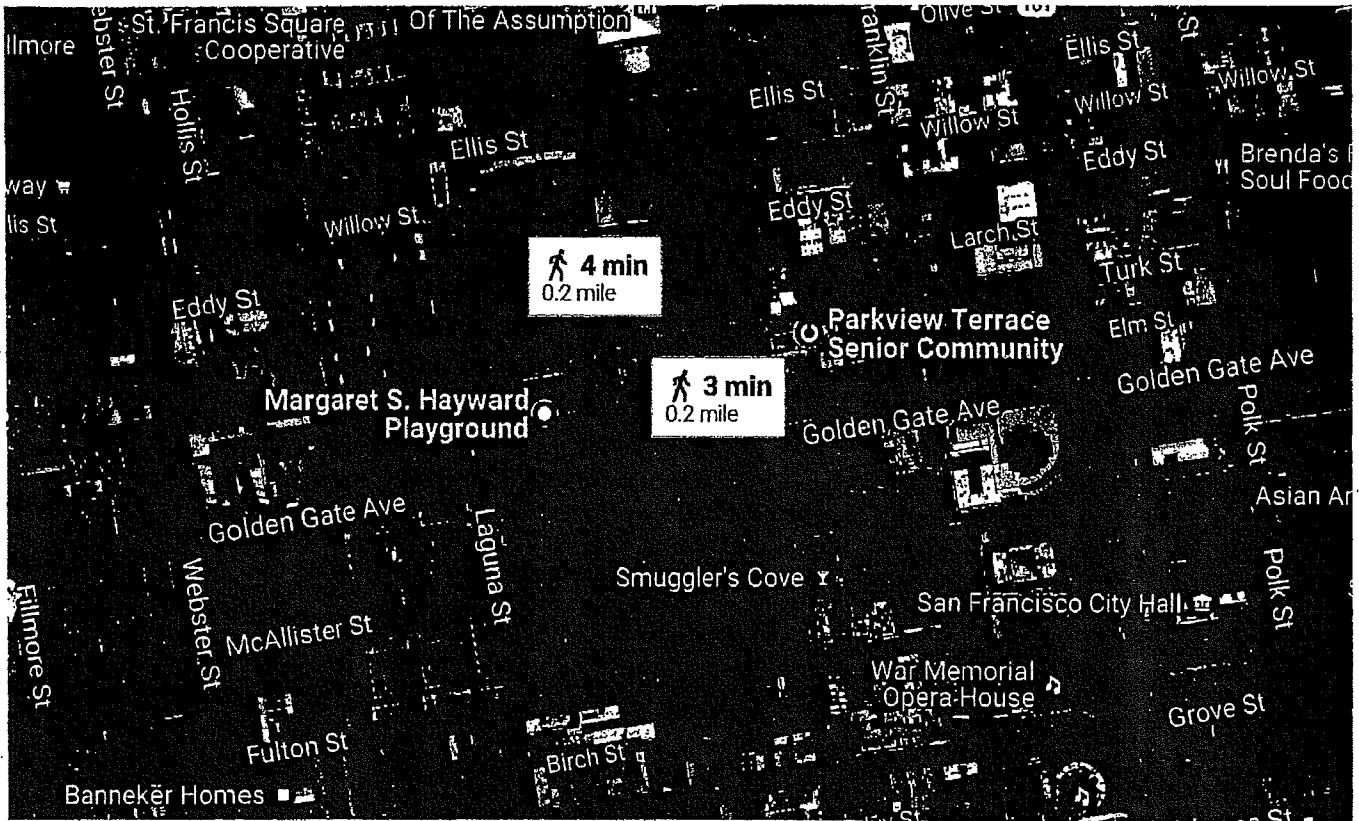 St. Francis Square
Cooperative
Of The Assumption
Olive St
101
Ellis St
Willow St
Webster St
Hollis St
Ellis St
Franklin St
Willow St
Willow St
Ellis St
Eddy St
Brenda's
Soul Food
Willow St
Eddy St
Larch St
Turk St
4 min
0.2 mile
Eddy St
Parkview Terrace
Senior Community
Elm St
Golden Gate Ave
3 min
0.2 mile
Margaret S. Hayward
Playground
Golden Gate Ave
Polk St
Golden Gate Ave
Laguna St
Webster St
Fillmore St
Smuggler's Cove
San Francisco City Hall
Polk St
McAllister St
War Memorial
Opera House
Grove St
Fulton St
Birch St
Banneker Homes